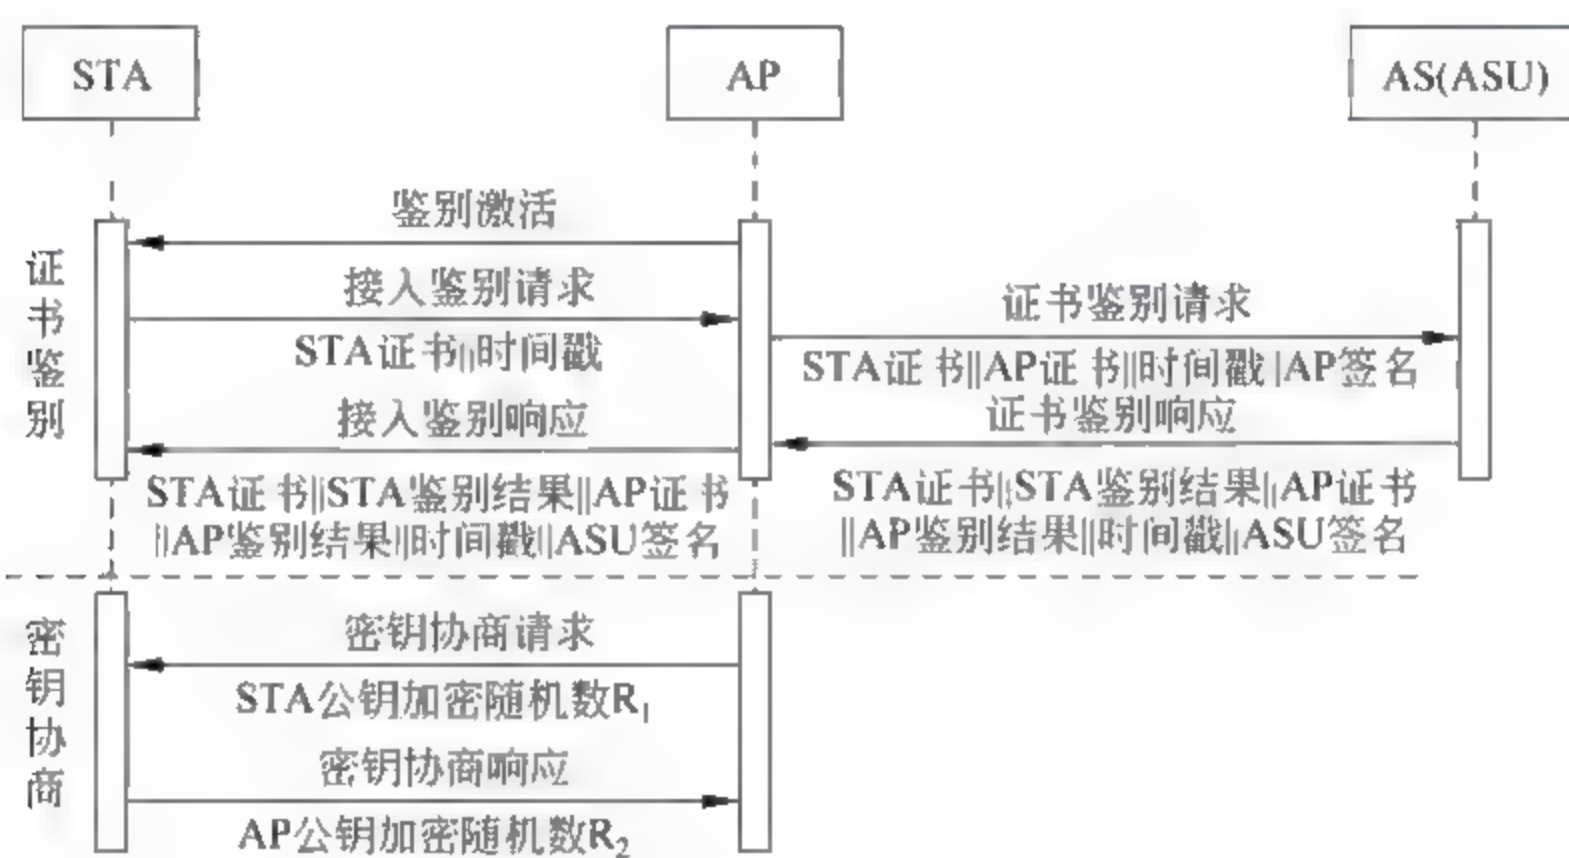 STA
AP
AS(ASU)
证书鉴别
鉴别激活
接入鉴别请求
STA证书||时间戳
证书鉴别请求
STA证书||AP证书||时间戳||AP签名
接入鉴别响应
证书鉴别响应
STA证书||STA鉴别结果||AP证书
||AP鉴别结果||时间戳||ASU签名
STA证书||STA鉴别结果||AP证书
||AP鉴别结果||时间戳||ASU签名
密钥协商
密钥协商请求
STA公钥加密随机数R₁
密钥协商响应
AP公钥加密随机数R₂